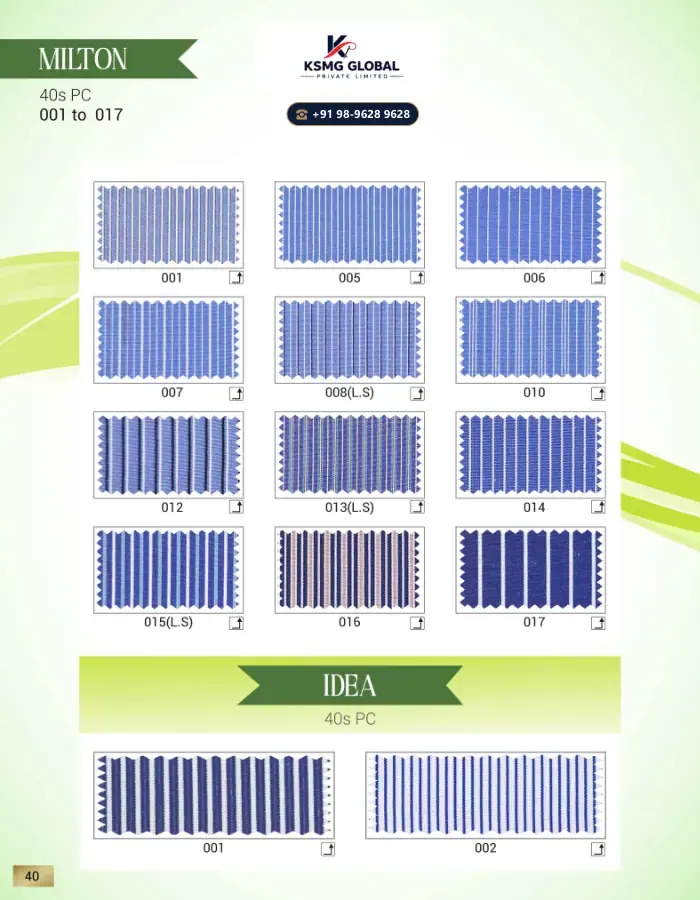 MILTON
40s PC
001 to 017
KSMG GLOBAL
PRIVATE LIMITED
+91 98-9628 9628
001
005
006
007
008(L.S)
010
012
013(L.S)
014
015(L.S)
016
017
IDEA
40s PC
001
002
40